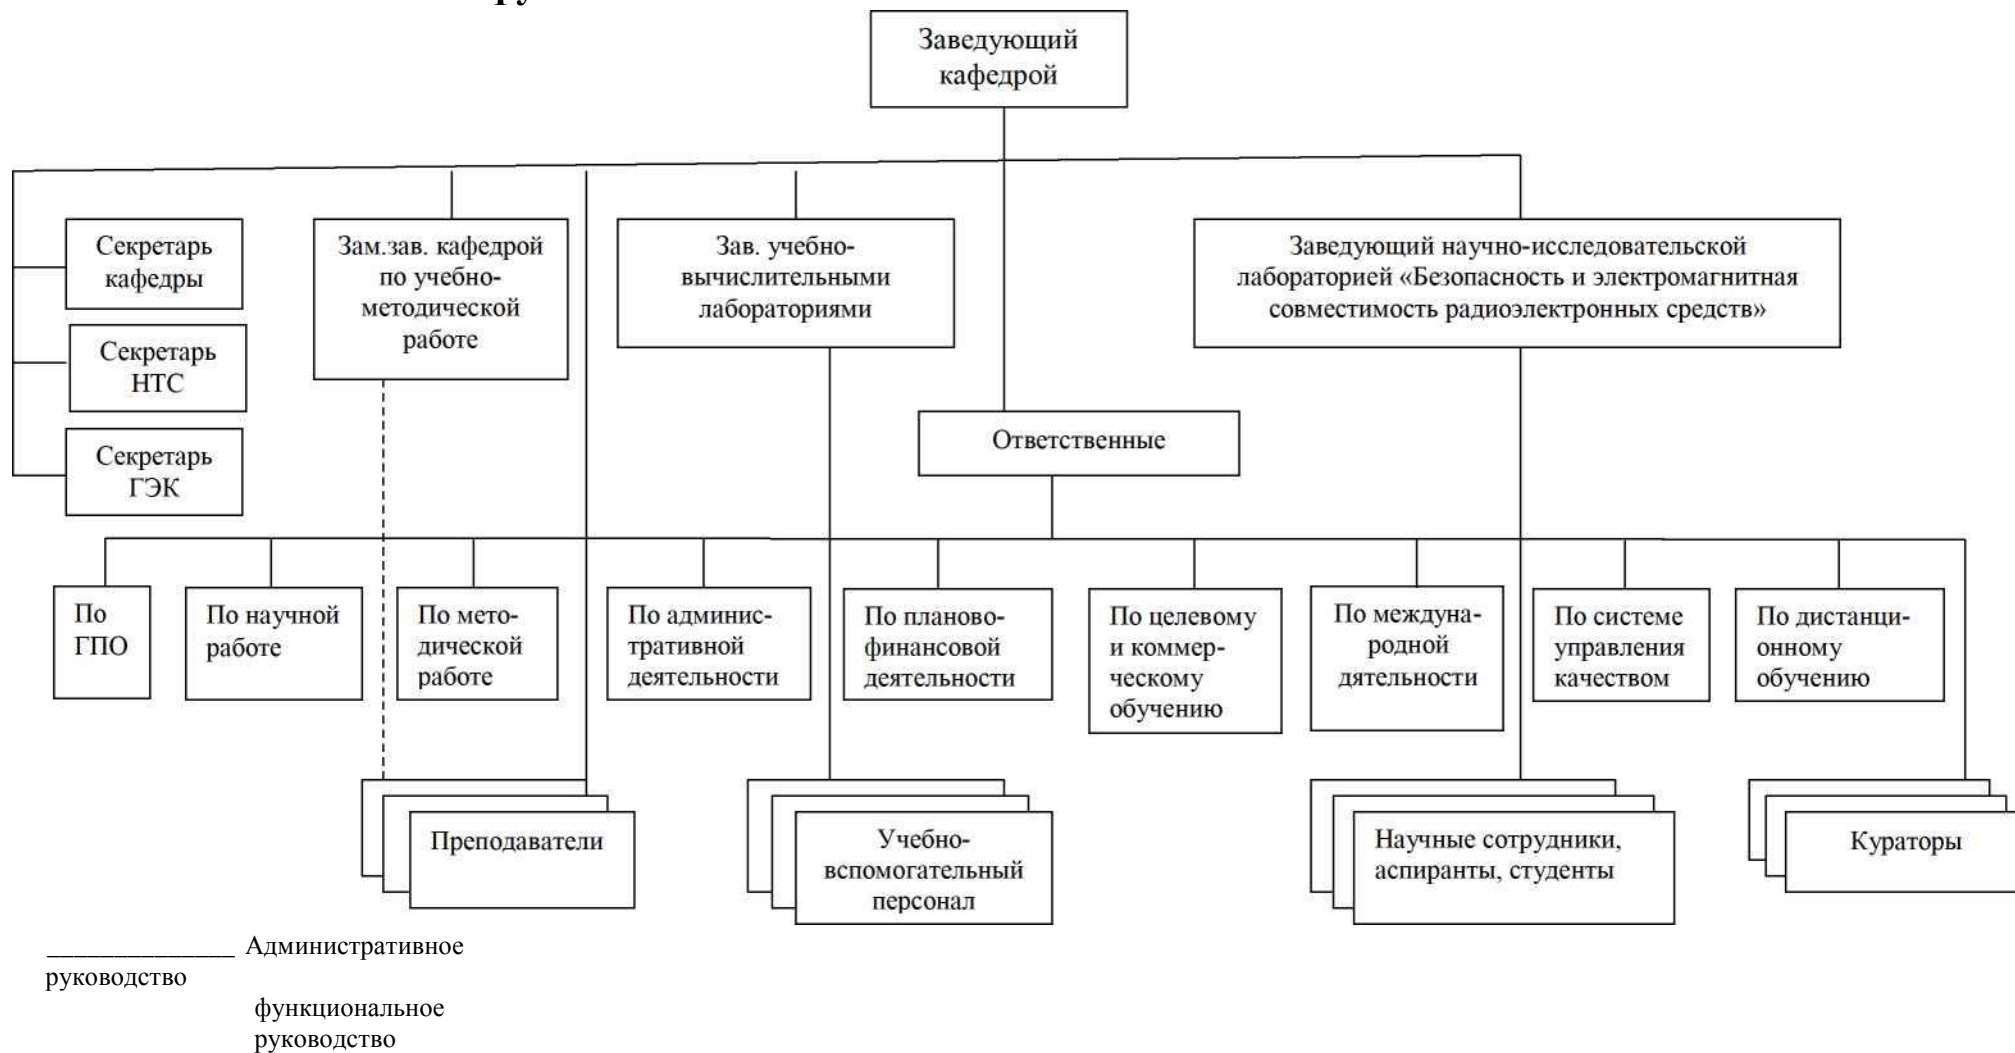 Заведующий
кафедрой
Секретарь
кафедры
Зам.зав. кафедрой
по учебно-
методической
работе
Зав. учебно-
вычислительными
лабораториями
Заведующий научно-исследовательской
лабораторией «Безопасность и электромагнитная
совместимость радиоэлектронных средств»
Секретарь
НТС
Секретарь
ГЭК
Ответственные
По
ГПО
По научной
работе
По мето-
дической
работе
По админис-
тративной
деятельности
По планово-
финансовой
деятельности
По целевому
и коммер-
ческому
обучению
По междуна-
родной
дятельности
По системе
управления
качеством
По дистанци-
онному
обучению
Преподаватели
Учебно-
вспомогательный
персонал
Научные сотрудники,
аспиранты, студенты
Кураторы
______________ Административное
руководство
функциональное
руководство